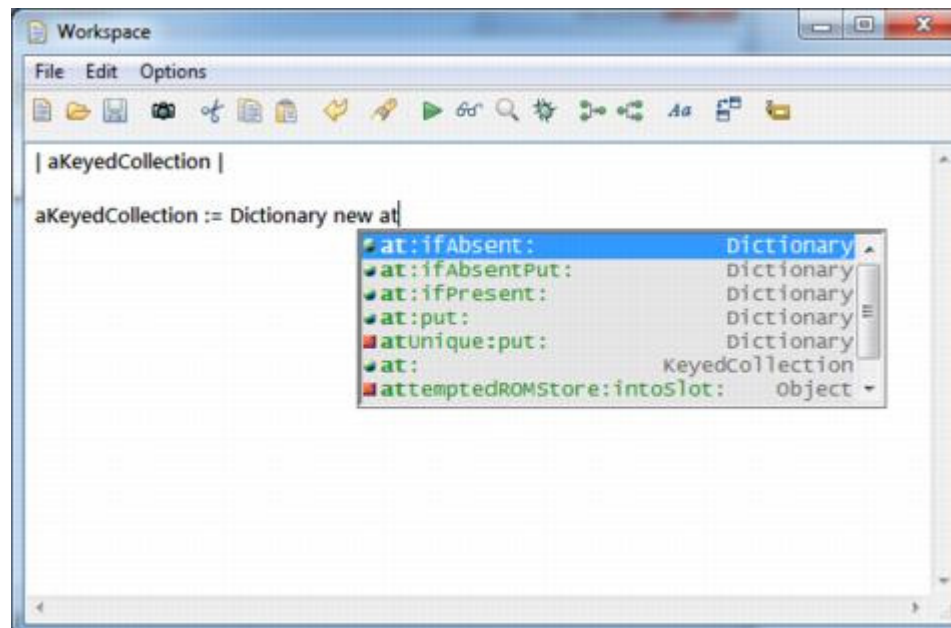 Workspace
File Edit Options
Aa
| aKeyedCollection |
aKeyedCollection := Dictionary new at
at:ifAbsent: Dictionary
at:ifAbsentPut: Dictionary
at:ifPresent: Dictionary
at:put: Dictionary
atUnique:put: Dictionary
at: KeyedCollection
attemptedROMStore:intoSlot: Object